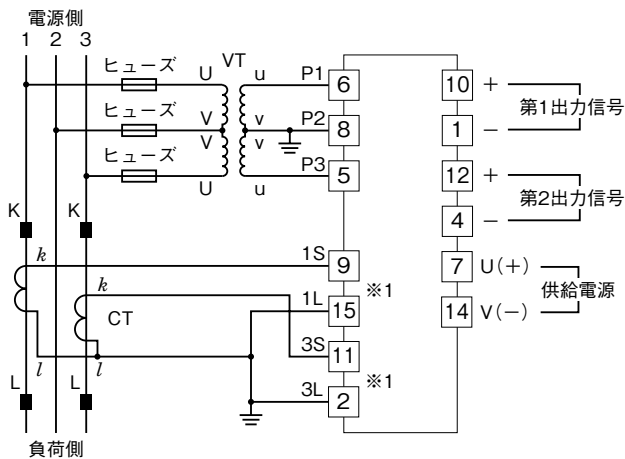 電源側
1 2 3
ヒューズ
VT
U u P1 6
10 +
第1出力信号
ヒューズ
V v P2 8
1 −
V v
ヒューズ
12 +
第2出力信号
U u P3 5
4 −
K K
k 1S 9
7 U(+)
供給電源
※1
k 1L 15
14 V(−)
CT
3S 11
l l
※1
L L
3L 2
負荷側